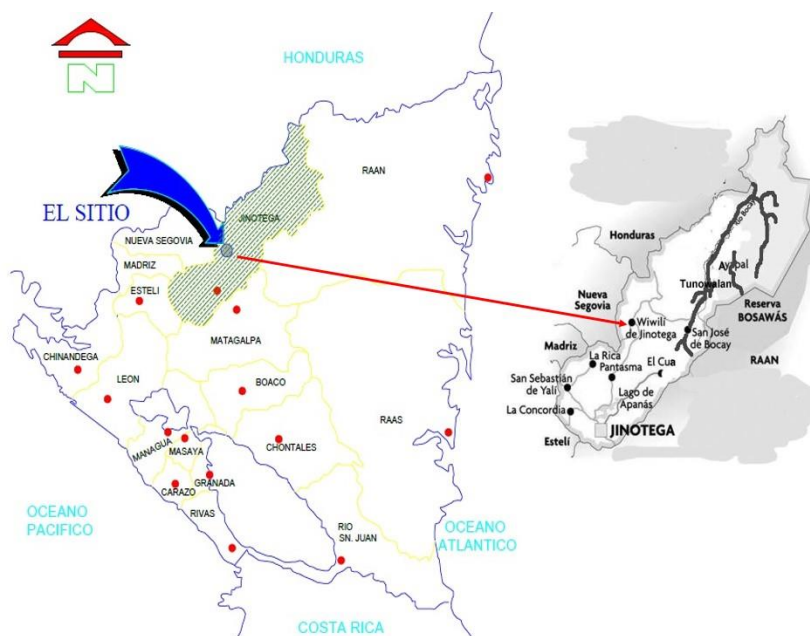 N
HONDURAS
RAAN
EL SITIO
JINOTEGA
NUEVA SEGOVIA
MADRIZ
ESTELI
MATAGALPA
CHINANDEGA
LEON
BOACO
RAAS
MANAGUA
MASAYA
CHONTALES
GRANADA
CARAZO
RIVAS
OCEANO
PACIFICO
RIO
SN. JUAN
OCEANO
ATLANTICO
COSTA RICA
Honduras
Ayapal
Tunowalan
Nueva
Segovia
Reserva
BOSAWÁS
Wiwilí
de Jinotega
San José
de Bocay
RAAN
Madriz
La Rica
Pantasma
El Cua
San Sebastián
de Yalí
Lago de
Apanás
La Concordia
JINOTEGA
Estelí